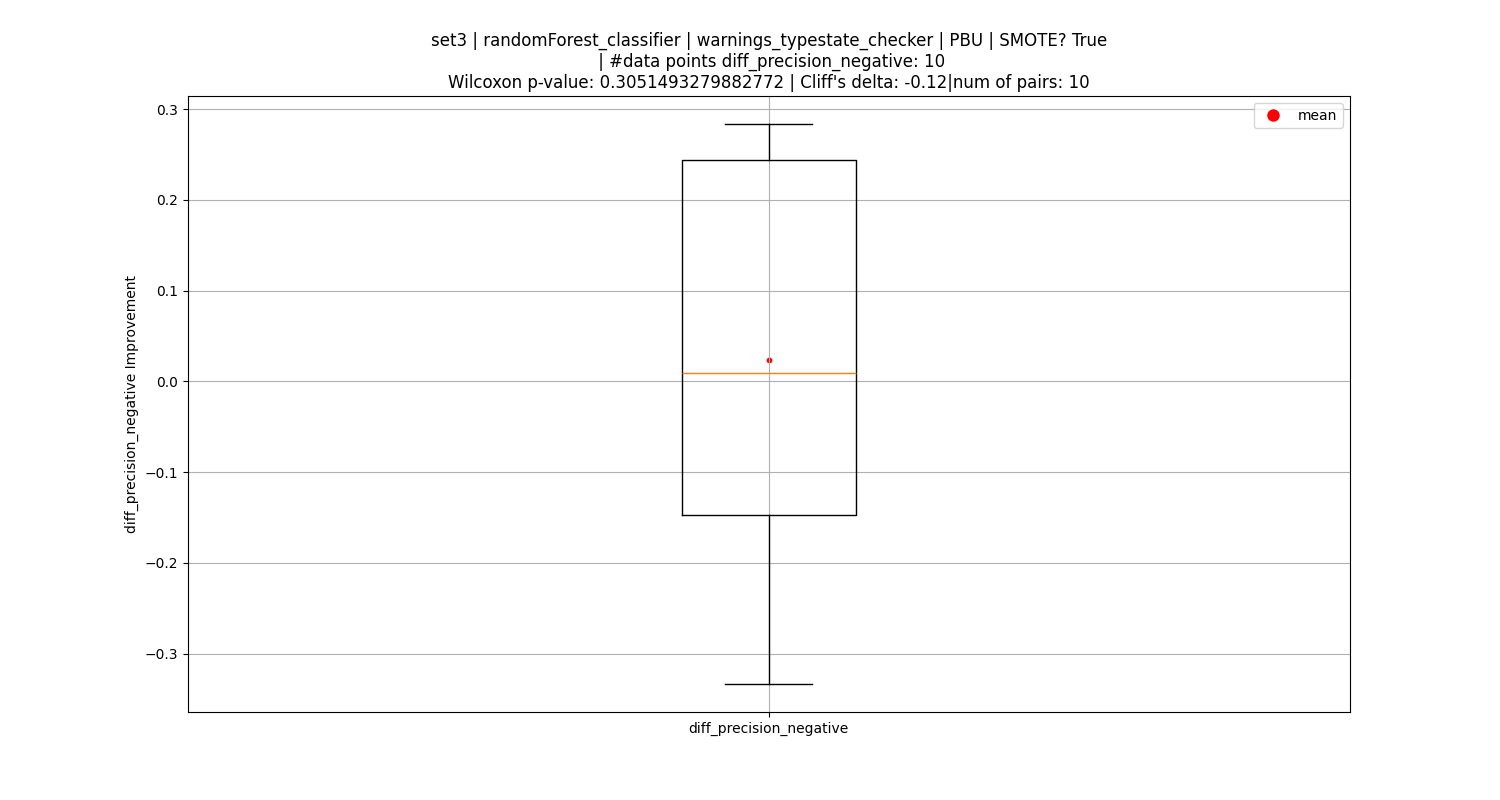 set3 | randomForest_classifier | warnings_typestate_checker | PBU | SMOTE? True
| #data points diff_precision_negative: 10
Wilcoxon p-value: 0.3051493279882772 | Cliff's delta: -0.12|num of pairs: 10
mean
0.3
0.2
0.1
0.0
−0.1
−0.2
−0.3
diff_precision_negative Improvement
diff_precision_negative